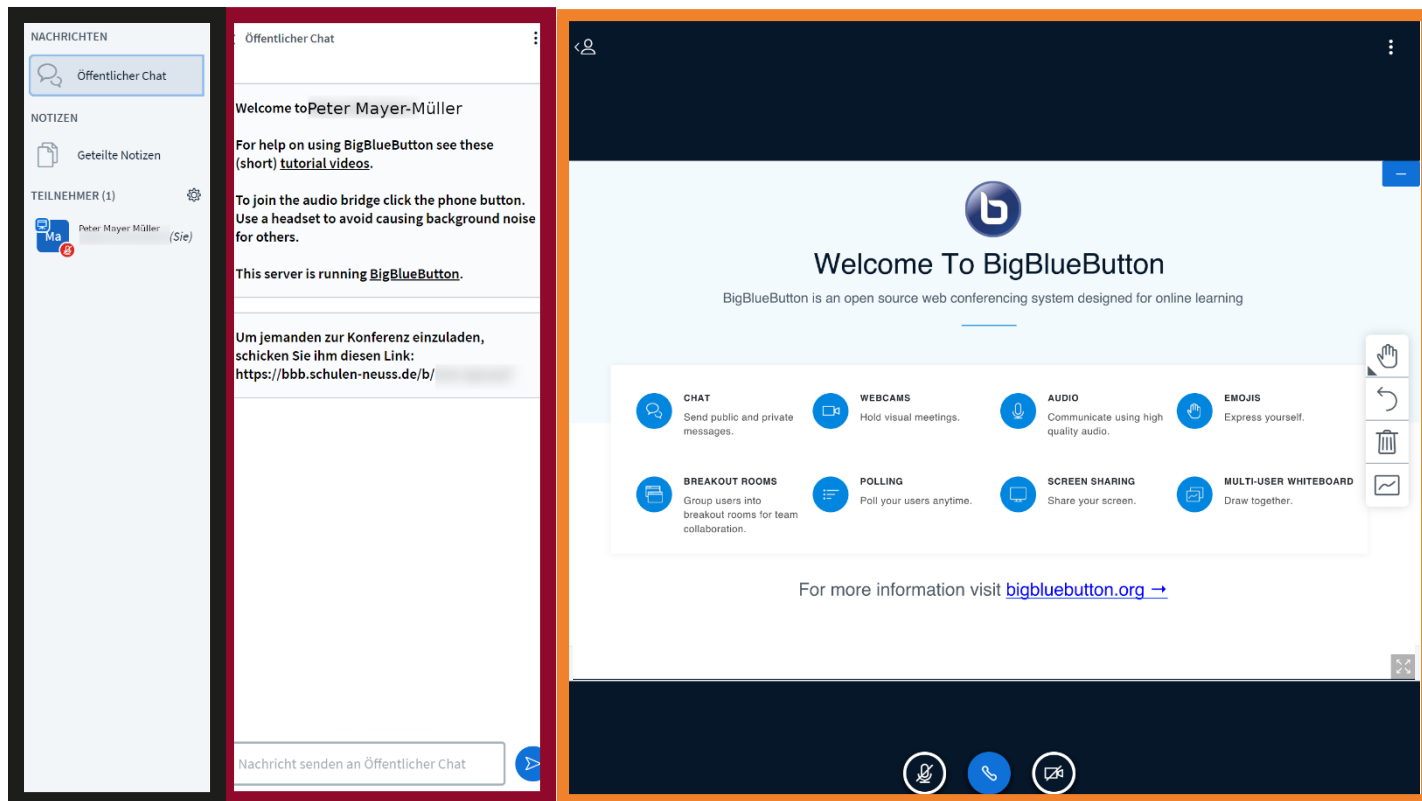 NACHRICHTEN
Öffentlicher Chat
NOTIZEN
Geteilte Notizen
TEILNEHMER (1)
Ma
Peter Mayer Müller
(Sie)
Öffentlicher Chat
Welcome to Peter Mayer-Müller
For help on using BigBlueButton see these
(short) tutorial videos.
To join the audio bridge click the phone button.
Use a headset to avoid causing background noise
for others.
This server is running BigBlueButton.
Um jemanden zur Konferenz einzuladen,
schicken Sie ihm diesen Link:
https://bbb.schulen-neuss.de/b/
Nachricht senden an Öffentlicher Chat
b
Welcome To BigBlueButton
BigBlueButton is an open source web conferencing system designed for online learning
CHAT
Send public and private
messages.
WEBCAMS
Hold visual meetings.
AUDIO
Communicate using high
quality audio.
EMOJIS
Express yourself.
BREAKOUT ROOMS
Group users into
breakout rooms for team
collaboration.
POLLING
Poll your users anytime.
SCREEN SHARING
Share your screen.
MULTI-USER WHITEBOARD
Draw together.
For more information visit bigbluebutton.org →